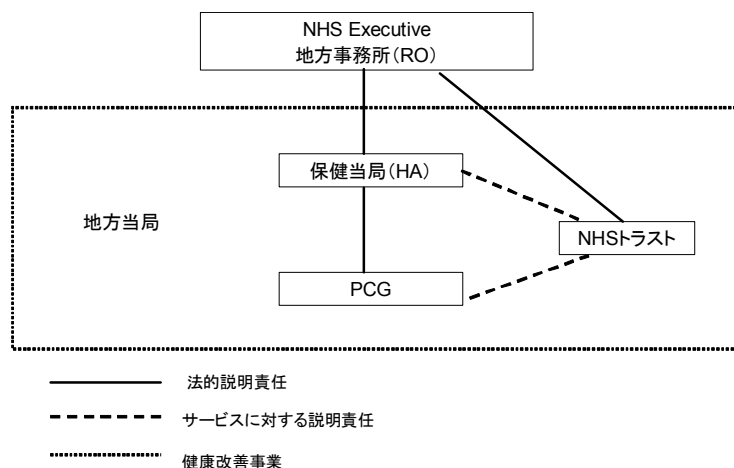 NHS Executive
地方事務所(RO)
保健当局(HA)
地方当局
NHSトラスト
PCG
法的説明責任
サービスに対する説明責任
健康改善事業